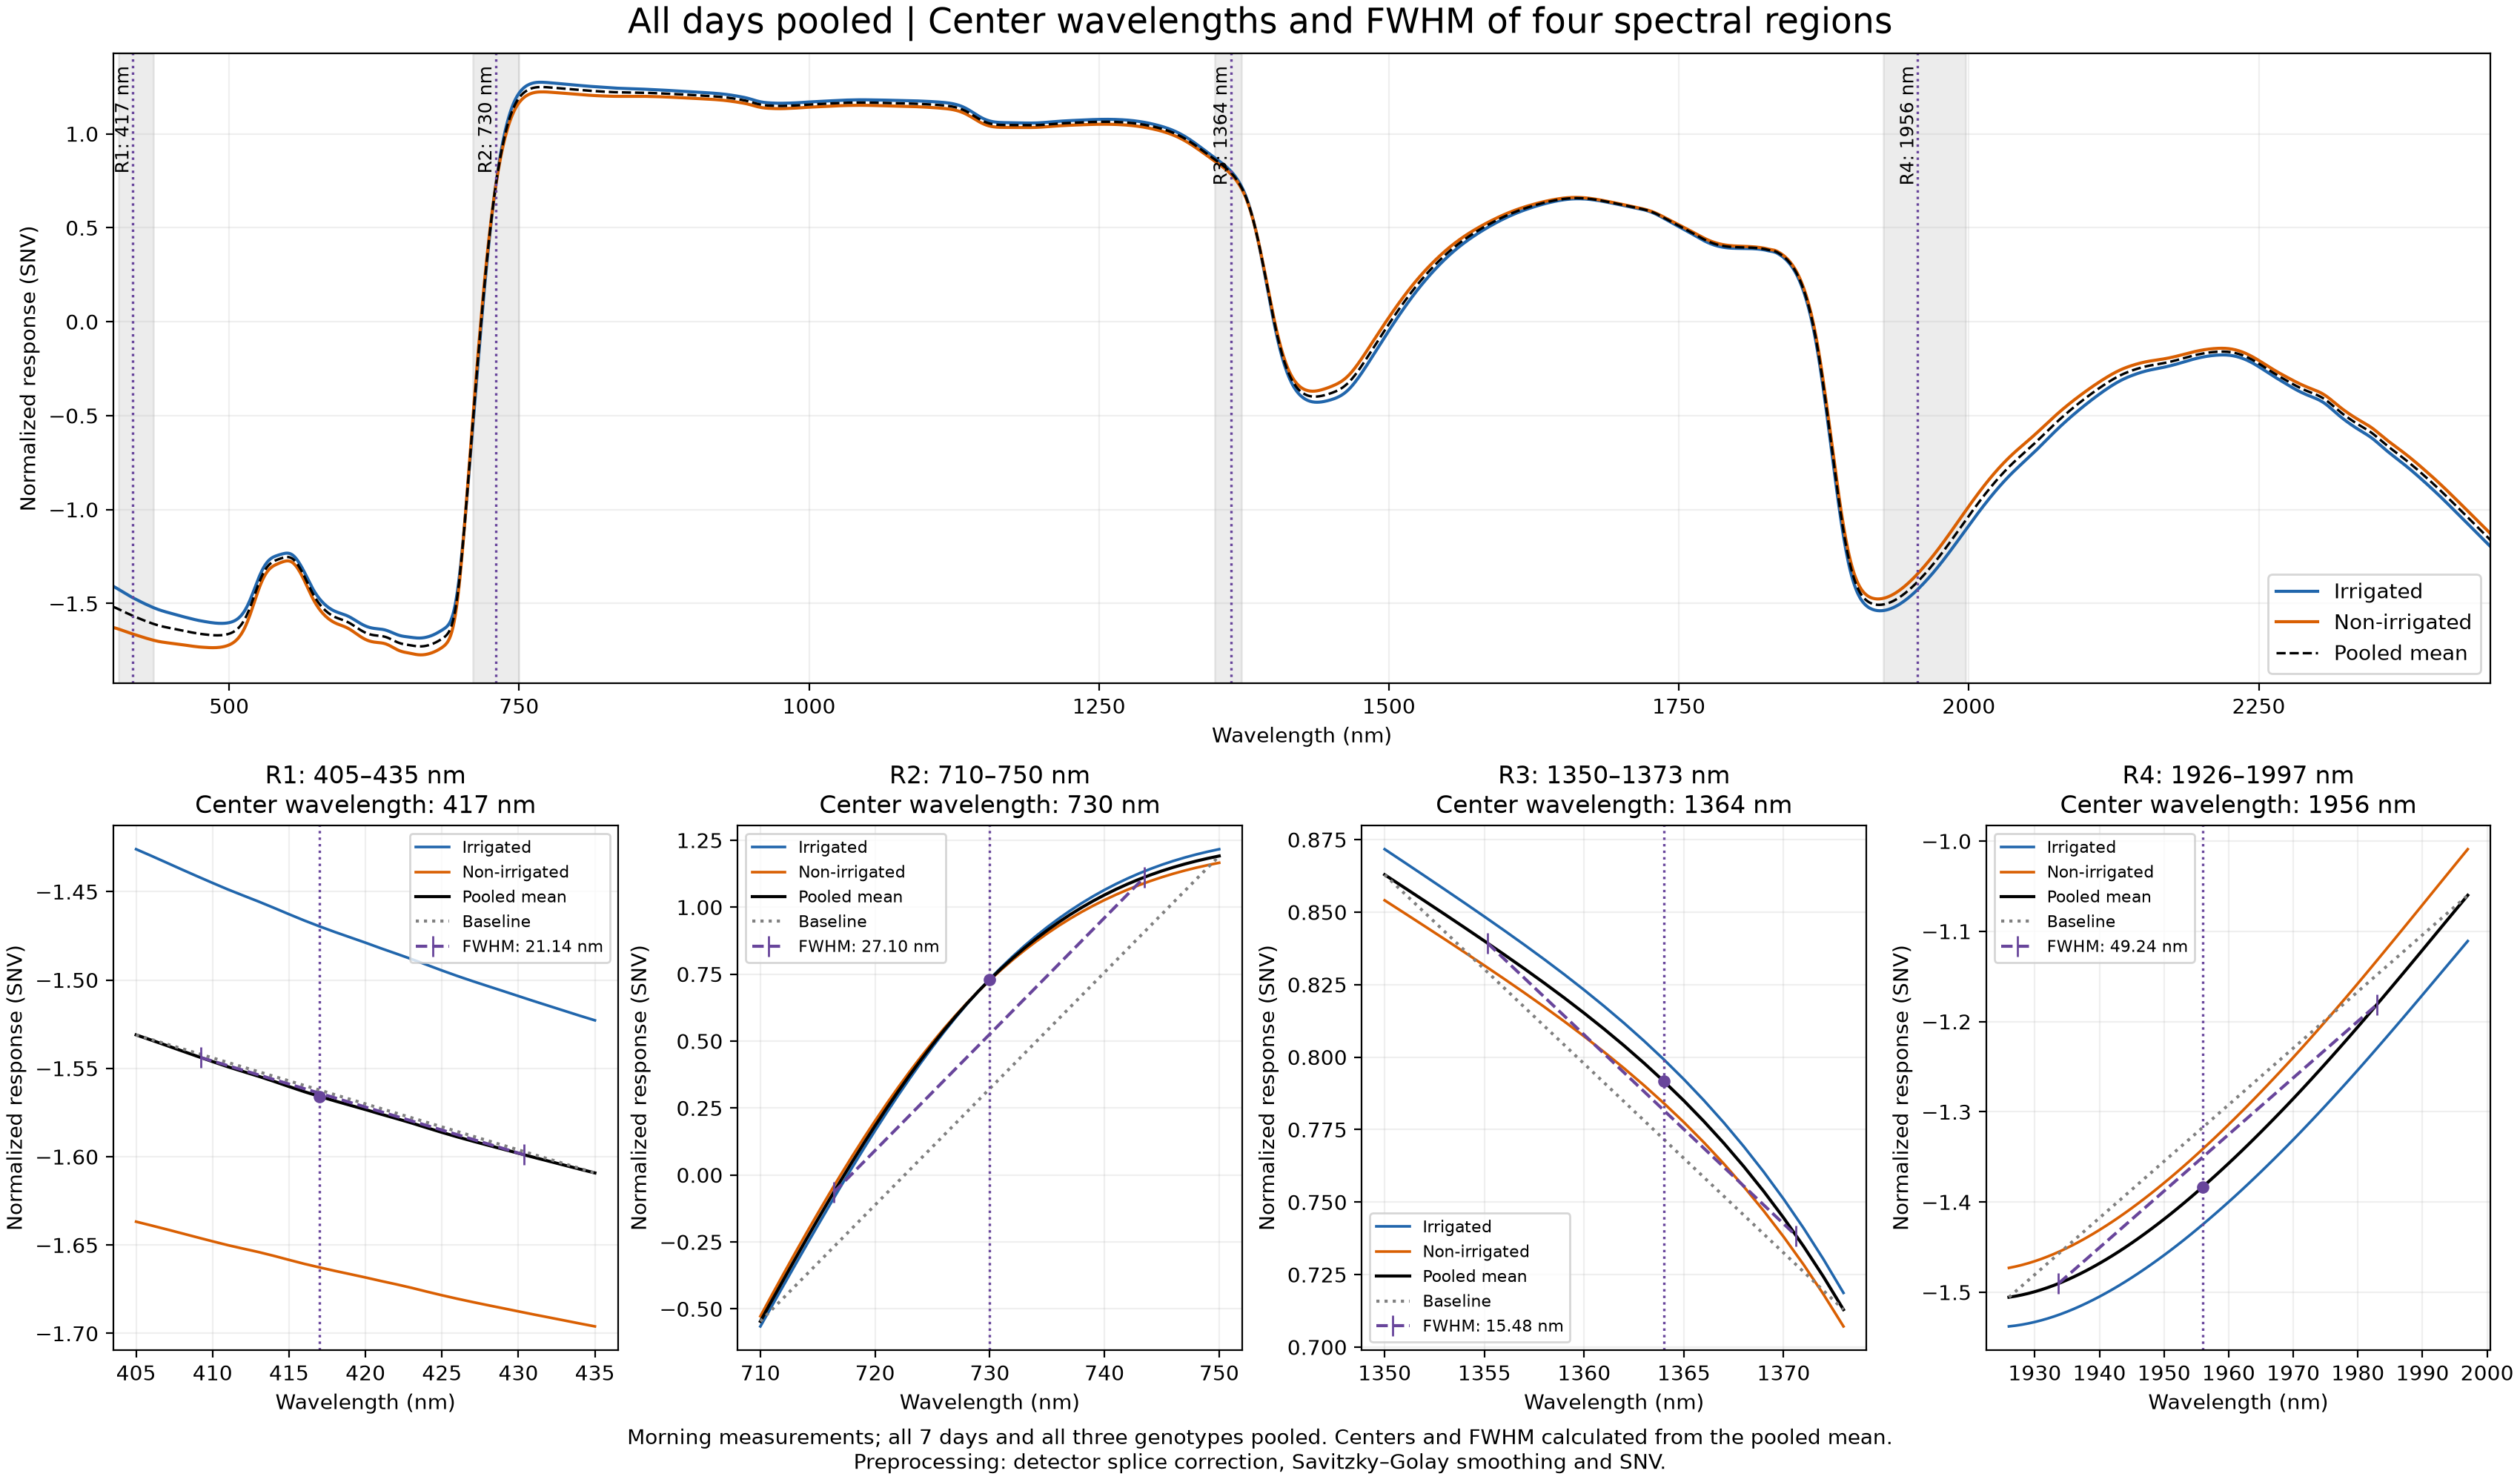 All days pooled | Center wavelengths and FWHM of four spectral regions
R1: 417 nm
R2: 730 nm
R3: 1364 nm
R4: 1956 nm
Normalized response (SNV)
1.0
0.5
0.0
−0.5
−1.0
−1.5
Irrigated
Non-irrigated
Pooled mean
500 750 1000 1250 1500 1750 2000 2250
Wavelength (nm)
R1: 405–435 nm
Center wavelength: 417 nm
Normalized response (SNV)
−1.45
−1.50
−1.55
−1.60
−1.65
−1.70
Irrigated
Non-irrigated
Pooled mean
Baseline
FWHM: 21.14 nm
405 410 415 420 425 430 435
Wavelength (nm)
R2: 710–750 nm
Center wavelength: 730 nm
Normalized response (SNV)
1.25
1.00
0.75
0.50
0.25
0.00
−0.25
−0.50
Irrigated
Non-irrigated
Pooled mean
Baseline
FWHM: 27.10 nm
710 720 730 740 750
Wavelength (nm)
R3: 1350–1373 nm
Center wavelength: 1364 nm
Normalized response (SNV)
0.875
0.850
0.825
0.800
0.775
0.750
0.725
0.700
Irrigated
Non-irrigated
Pooled mean
Baseline
FWHM: 15.48 nm
1350 1355 1360 1365 1370
Wavelength (nm)
R4: 1926–1997 nm
Center wavelength: 1956 nm
Normalized response (SNV)
−1.0
−1.1
−1.2
−1.3
−1.4
−1.5
Irrigated
Non-irrigated
Pooled mean
Baseline
FWHM: 49.24 nm
1930 1940 1950 1960 1970 1980 1990 2000
Wavelength (nm)
Morning measurements; all 7 days and all three genotypes pooled. Centers and FWHM calculated from the pooled mean.
Preprocessing: detector splice correction, Savitzky–Golay smoothing and SNV.